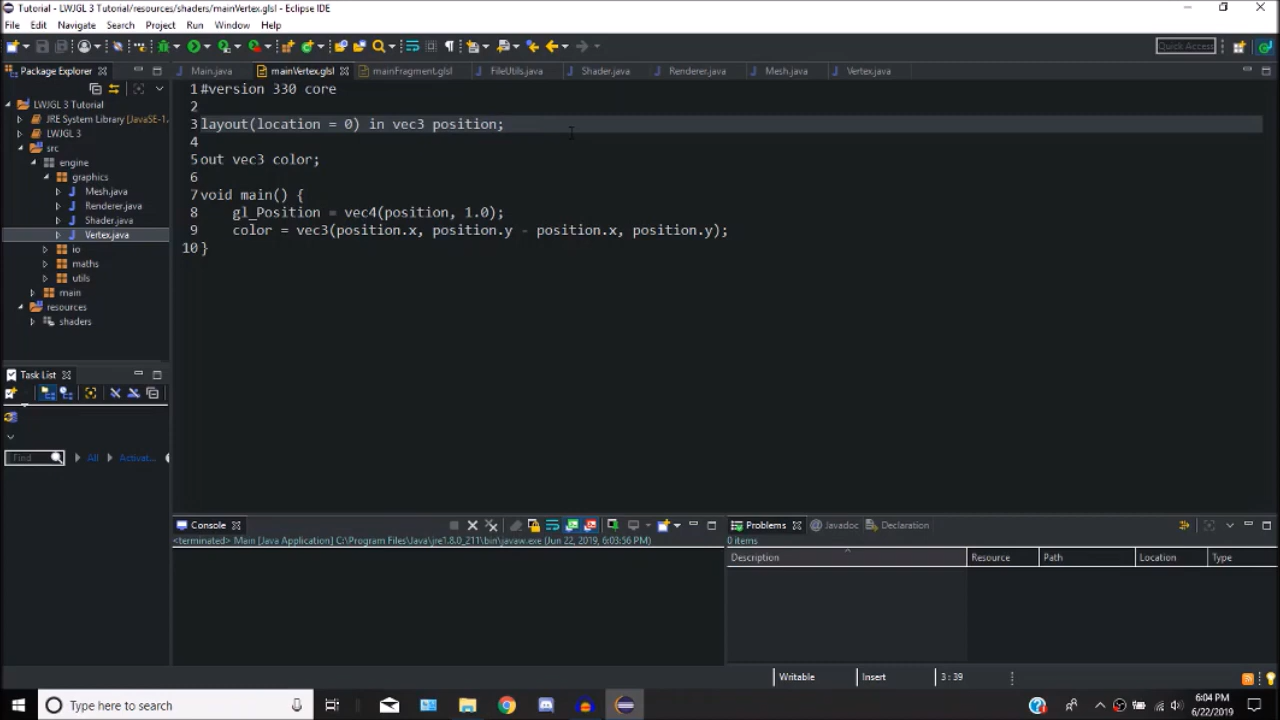 Tutorial - LWJGL 3 Tutorial/resources/shaders/mainVertex.glsl - Eclipse IDE
File Edit Navigate Search Project Run Window Help
Quick Access
Package Explorer
Main.java mainVertex.glsl mainFragment.glsl FileUtils.java Shader.java Renderer.java Mesh.java Vertex.java
LWJGL 3 Tutorial
JRE System Library [JavaSE-1.
LWJGL 3
src
engine
graphics
Mesh.java
Renderer.java
Shader.java
Vertex.java
io
maths
utils
main
resources
shaders
1 #version 330 core
2
3 layout(location = 0) in vec3 position;
4
5 out vec3 color;
6
7 void main() {
8 gl_Position = vec4(position, 1.0);
9 color = vec3(position.x, position.y - position.x, position.y);
10 }
Task List
Find All Activat...
Console
<terminated> Main [Java Application] C:\Program Files\Java\jre1.8.0_211\bin\javaw.exe (Jun 22, 2019, 6:03:56 PM)
Problems Javadoc Declaration
0 items
Description Resource Path Location Type
Writable Insert 3 : 39
Type here to search
6:04 PM
6/22/2019